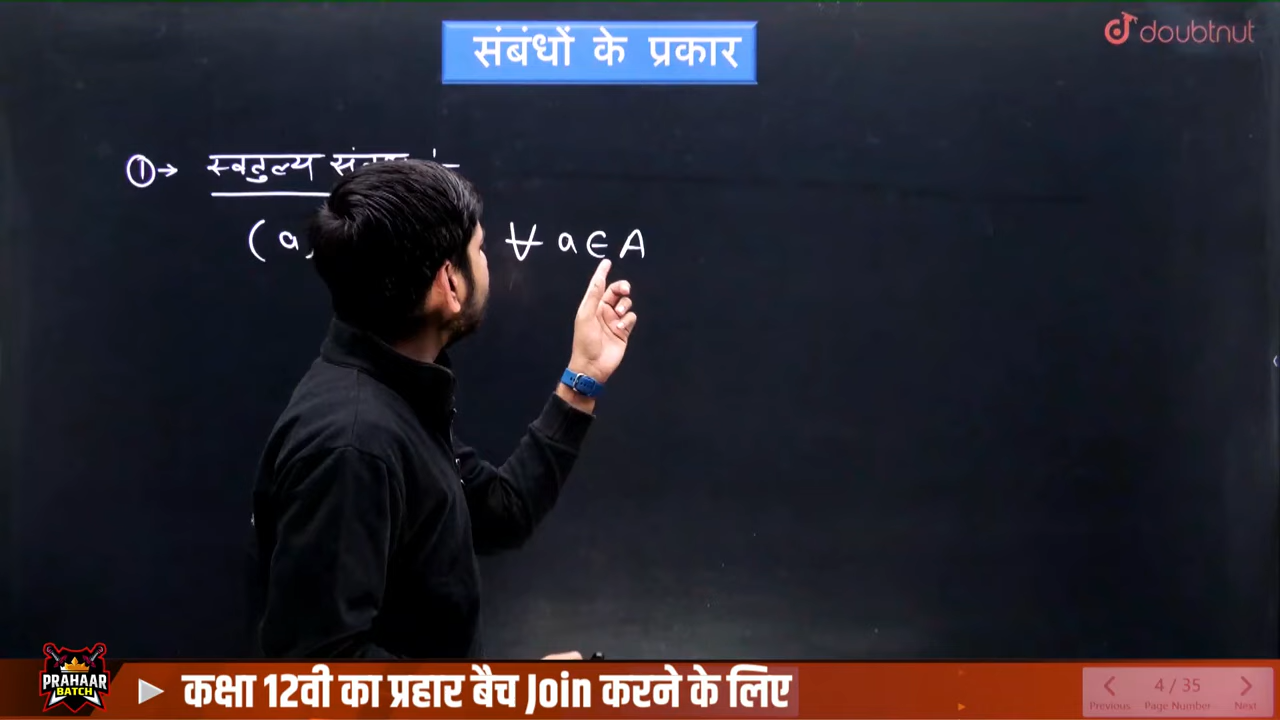 संबंधों के प्रकार
doubtnut
①→ स्वतुल्य :-
(a, ∀ a ∈ A
PRAHAAR
BATCH
कक्षा 12वी का प्रहार बैच Join करने के लिए
4 / 35
Previous Page Number Next